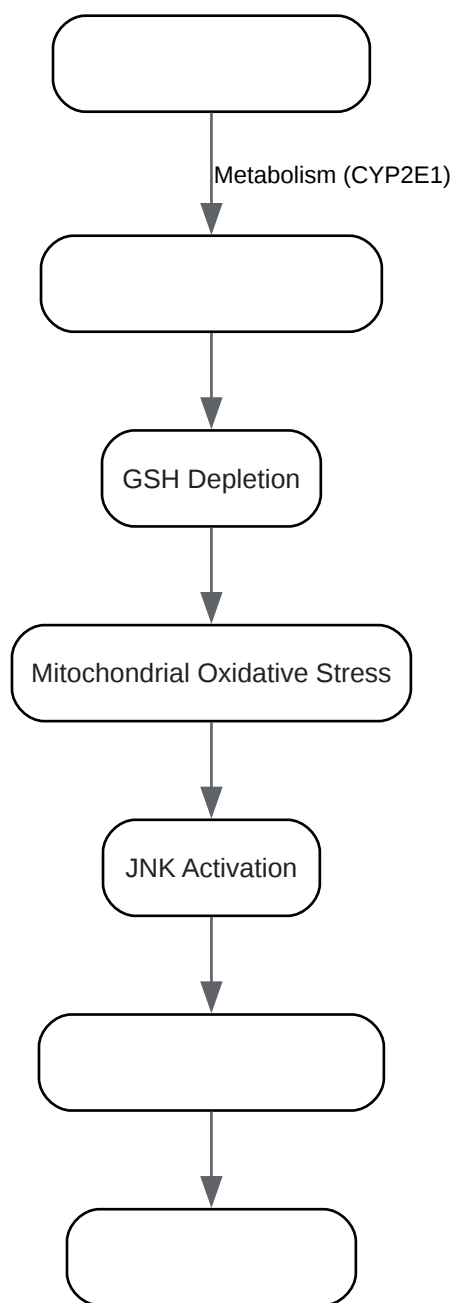 Metabolism (CYP2E1)
GSH Depletion
Mitochondrial Oxidative Stress
JNK Activation